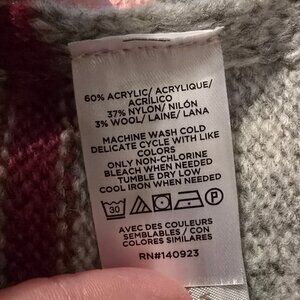 60% ACRYLIC/ ACRYLIQUE/
ACRÍLICO
37% NYLON/ NILÓN
3% WOOL/ LAINE/ LANA
MACHINE WASH COLD
DELICATE CYCLE WITH LIKE
COLORS
ONLY NON-CHLORINE
BLEACH WHEN NEEDED
TUMBLE DRY LOW
COOL IRON WHEN NEEDED
30 P
AVEC DES COULEURS
SEMBLABLES / CON
COLORES SIMILARES
RN#140923